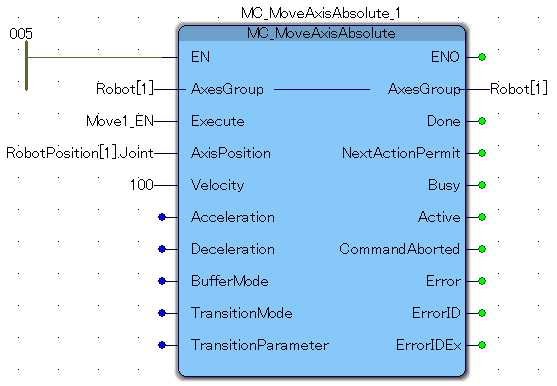 MC_MoveAxisAbsolute_1
005
MC_MoveAxisAbsolute
EN ENO
Robot[1] AxesGroup AxesGroup Robot[1]
Move1_EN Execute Done
RobotPosition[1].Joint AxisPosition NextActionPermit
100 Velocity Busy
Acceleration Active
Deceleration CommandAborted
BufferMode Error
TransitionMode ErrorID
TransitionParameter ErrorIDEx